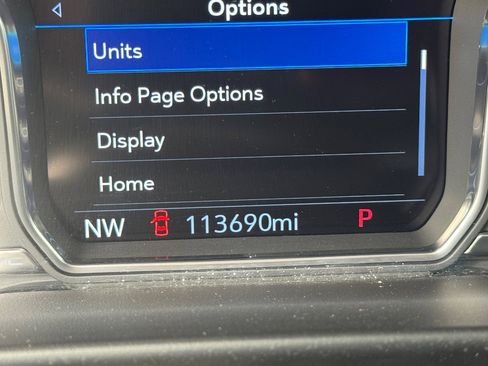 Options
Units
Info Page Options
Display
Home
NW 113690mi P